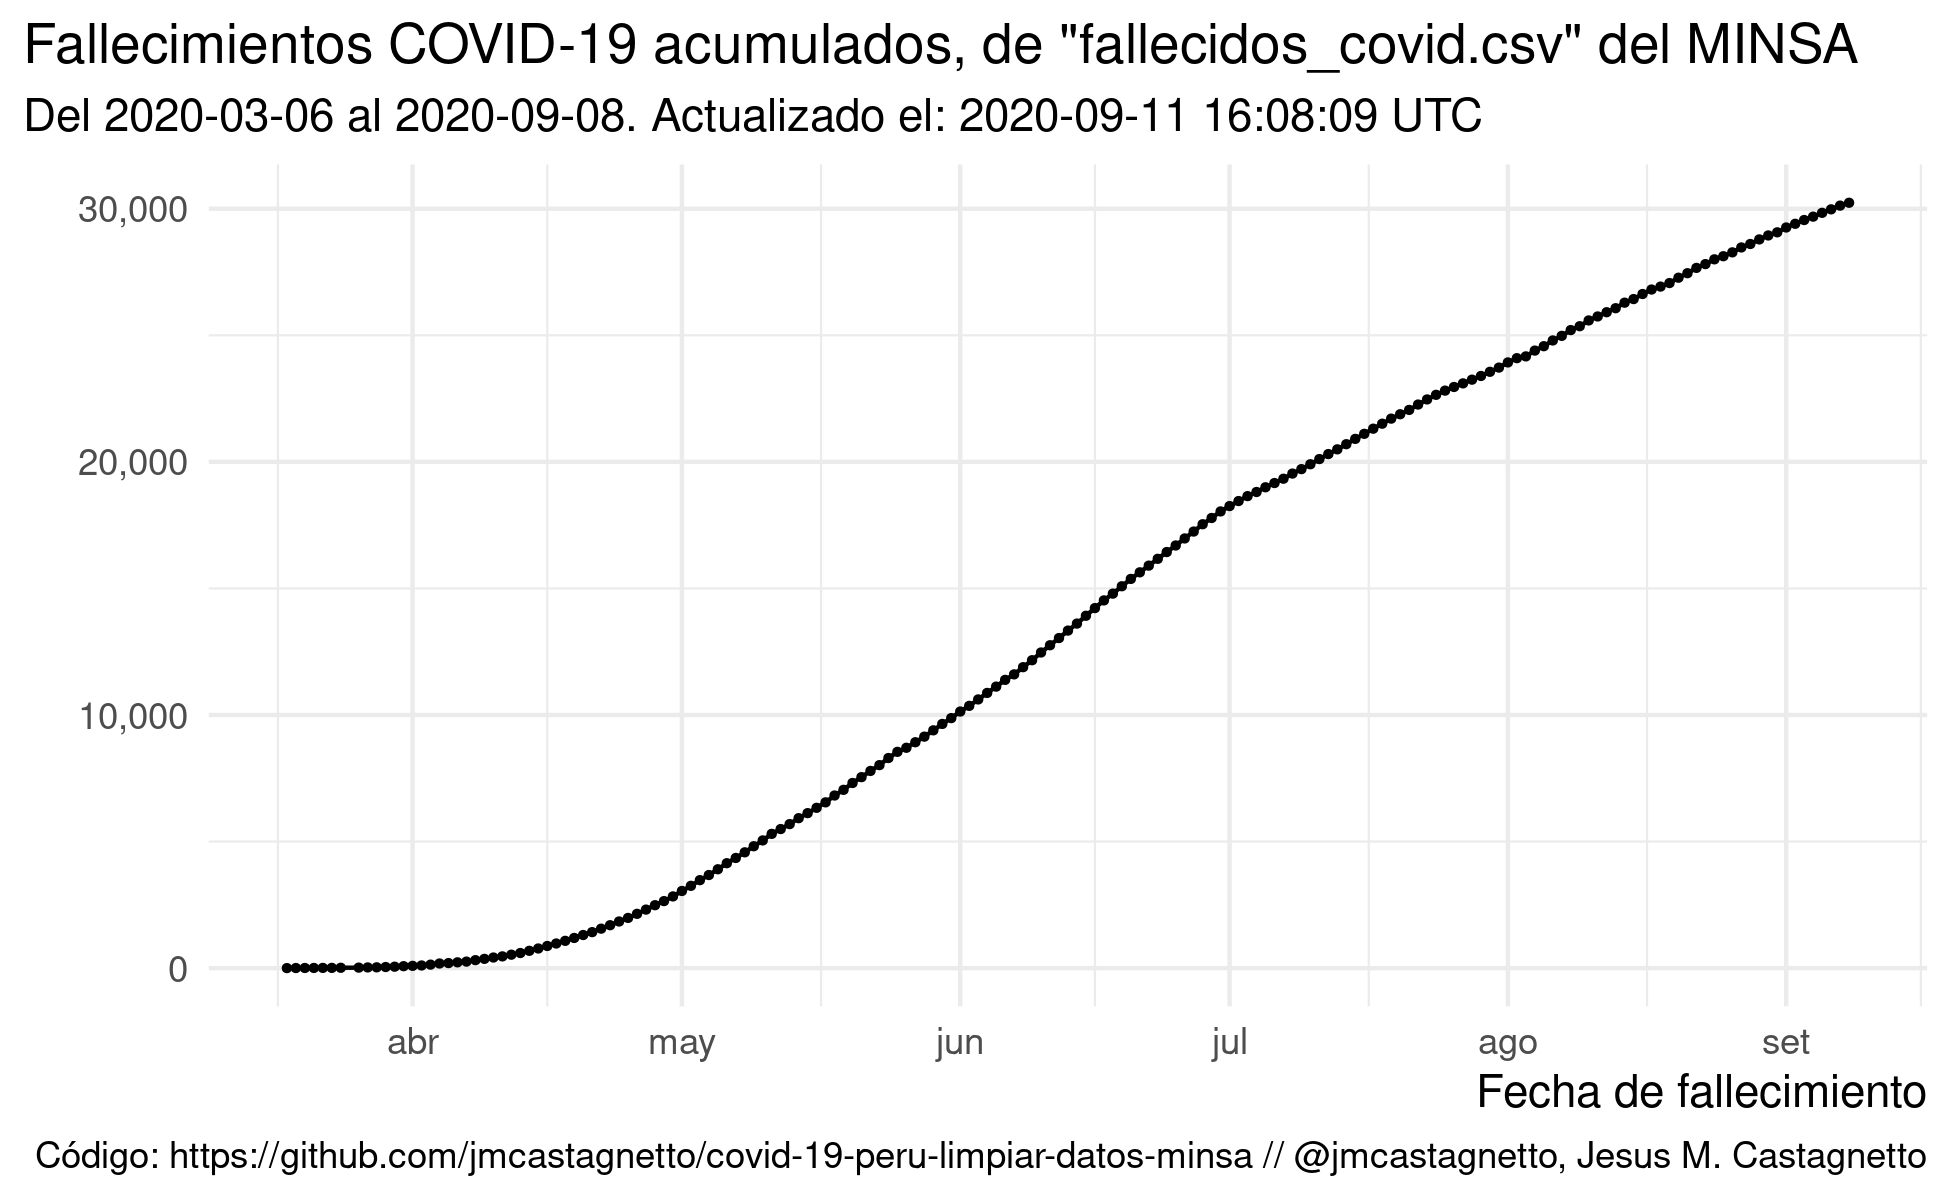 Fallecimientos COVID-19 acumulados, de "fallecidos_covid.csv" del MINSA
Del 2020-03-06 al 2020-09-08. Actualizado el: 2020-09-11 16:08:09 UTC
30,000
20,000
10,000
0
abr may jun jul ago set
Fecha de fallecimiento
Código: https://github.com/jmcastagnetto/covid-19-peru-limpiar-datos-minsa // @jmcastagnetto, Jesus M. Castagnetto